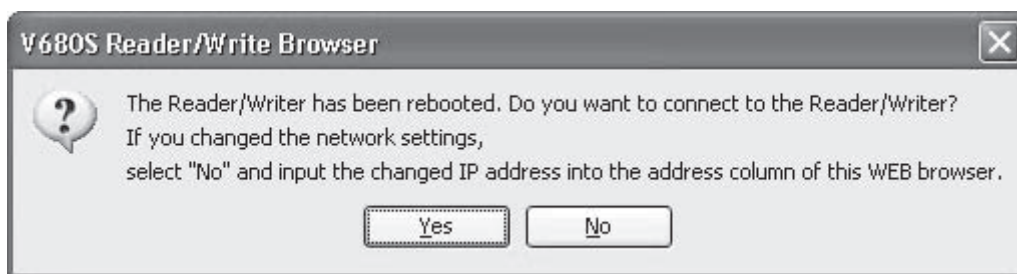 V680S Reader/Write Browser
The Reader/Writer has been rebooted. Do you want to connect to the Reader/Writer?
If you changed the network settings,
select "No" and input the changed IP address into the address column of this WEB browser.
Yes
No